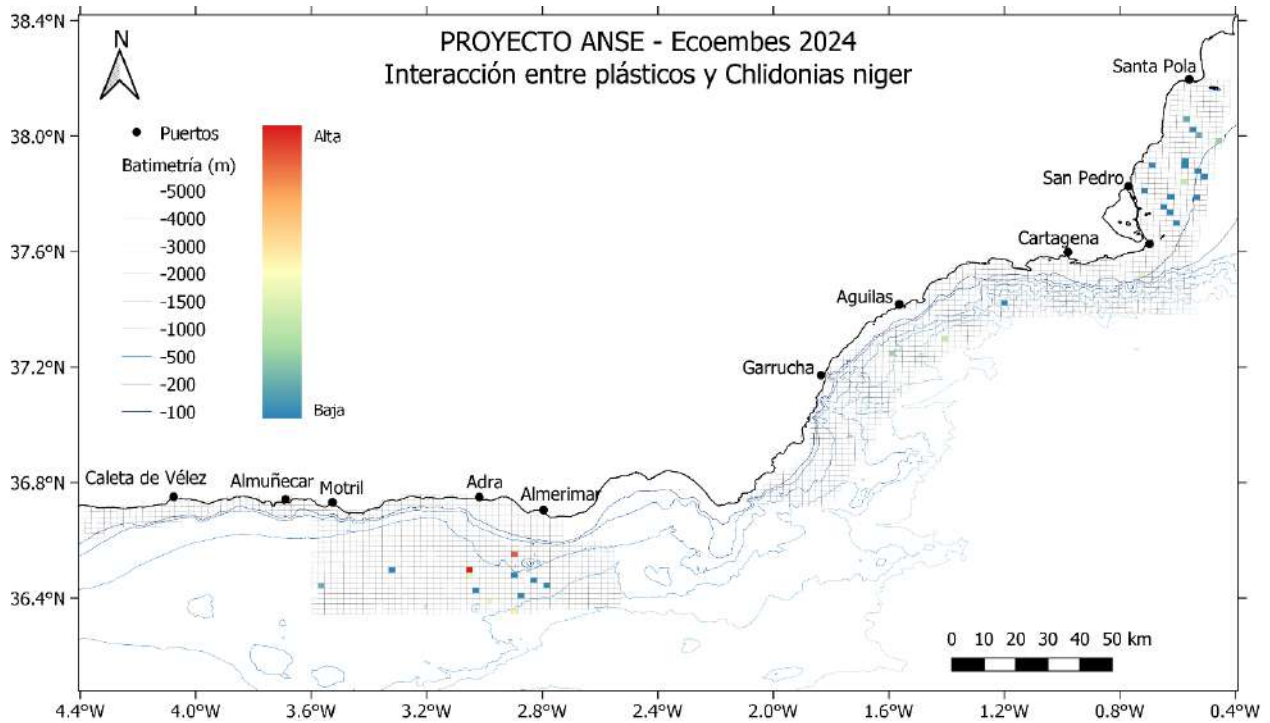 PROYECTO ANSE - Ecoembes 2024
Interacción entre plásticos y Chlidonias niger
N
Puertos
Batimetría (m)
-5000
-4000
-3000
-2000
-1500
-1000
-500
-200
-100
Alta
Baja
Santa Pola
San Pedro
Cartagena
Aguilas
Garrucha
Caleta de Vélez
Almuñecar
Motril
Adra
Almerimar
0 10 20 30 40 50 km
38.4°N
38.0°N
37.6°N
37.2°N
36.8°N
36.4°N
4.4°W 4.0°W 3.6°W 3.2°W 2.8°W 2.4°W 2.0°W 1.6°W 1.2°W 0.8°W 0.4°W